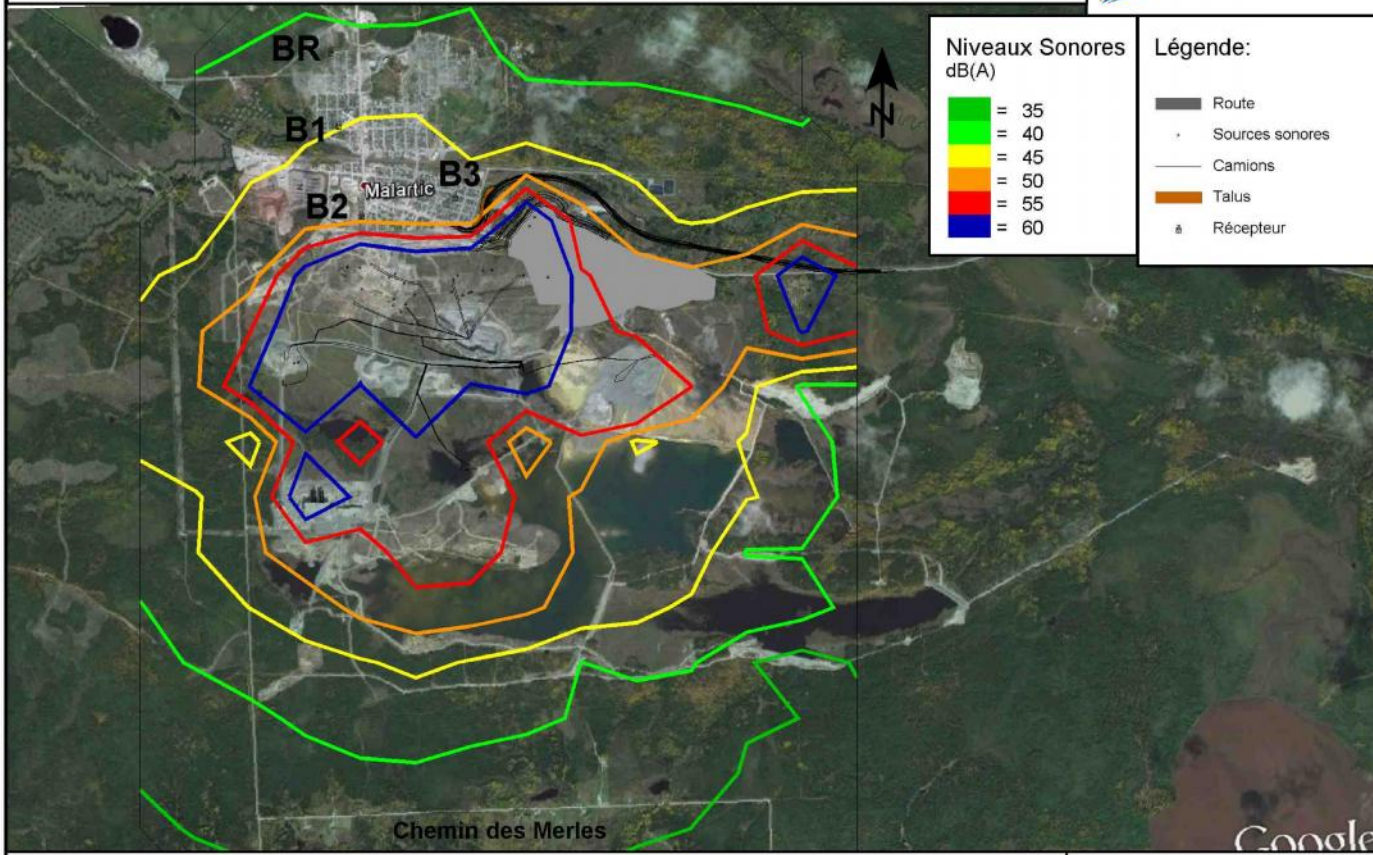 BR
B1
B3
Malartic
B2
N
Niveaux Sonores
dB(A)
= 35
= 40
= 45
= 50
= 55
= 60
Légende:
Route
Sources sonores
Camions
Talus
Récepteur
Chemin des Merles
Google